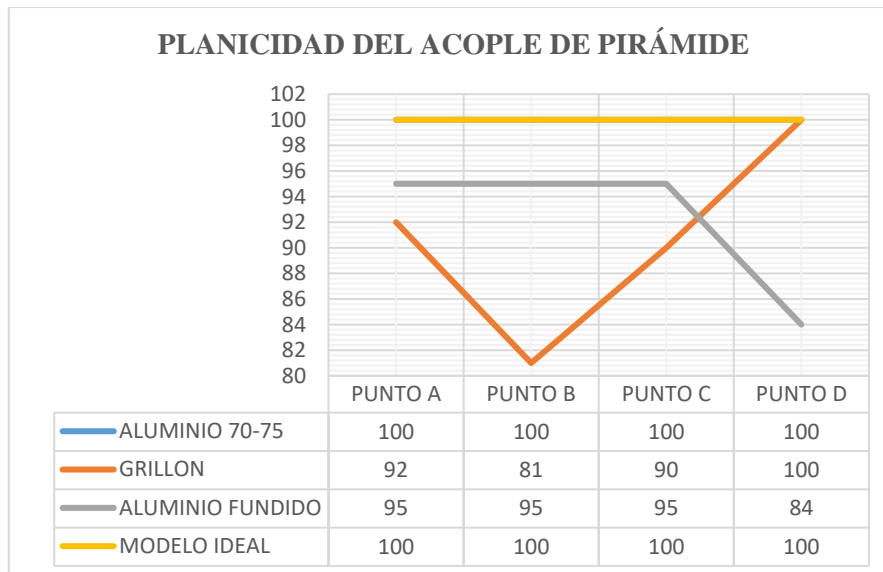 PLANICIDAD DEL ACOPLE DE PIRÁMIDE
102
100
98
96
94
92
90
88
86
84
82
80
PUNTO A PUNTO B PUNTO C PUNTO D
ALUMINIO 70-75 100 100 100 100
GRILLON 92 81 90 100
ALUMINIO FUNDIDO 95 95 95 84
MODELO IDEAL 100 100 100 100